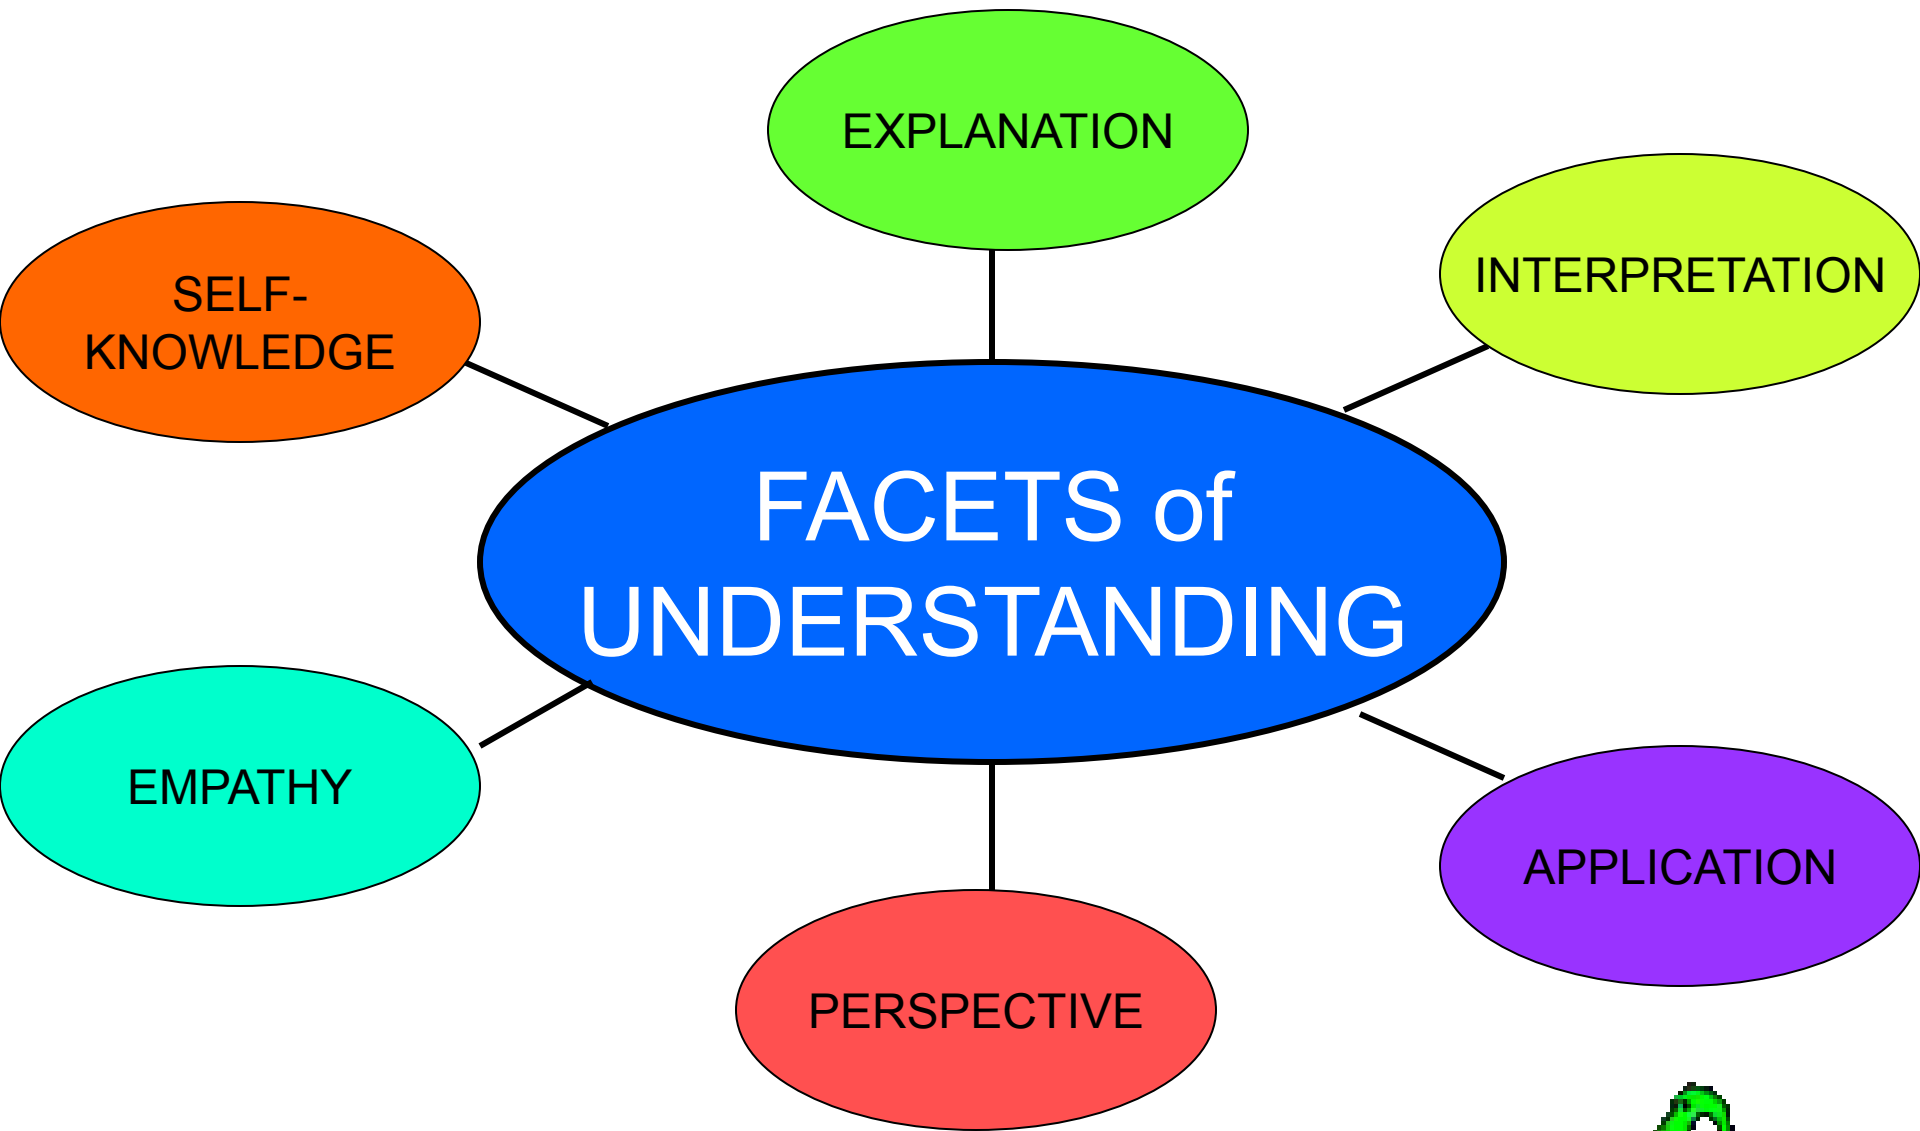 EXPLANATION
INTERPRETATION
SELF-
KNOWLEDGE
FACETS of
UNDERSTANDING
EMPATHY
APPLICATION
PERSPECTIVE